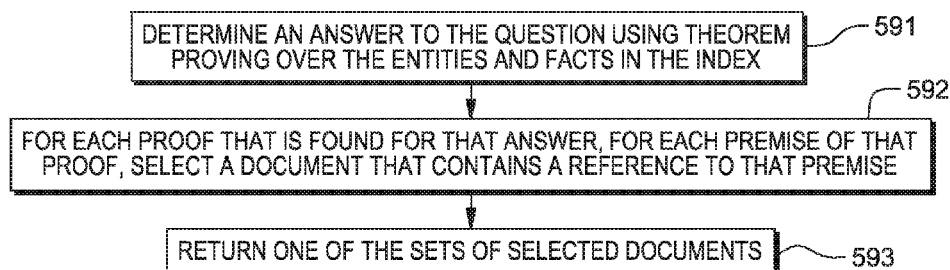 DETERMINE AN ANSWER TO THE QUESTION USING THEOREM
PROVING OVER THE ENTITIES AND FACTS IN THE INDEX
591
592
FOR EACH PROOF THAT IS FOUND FOR THAT ANSWER, FOR EACH PREMISE OF THAT
PROOF, SELECT A DOCUMENT THAT CONTAINS A REFERENCE TO THAT PREMISE
RETURN ONE OF THE SETS OF SELECTED DOCUMENTS
593